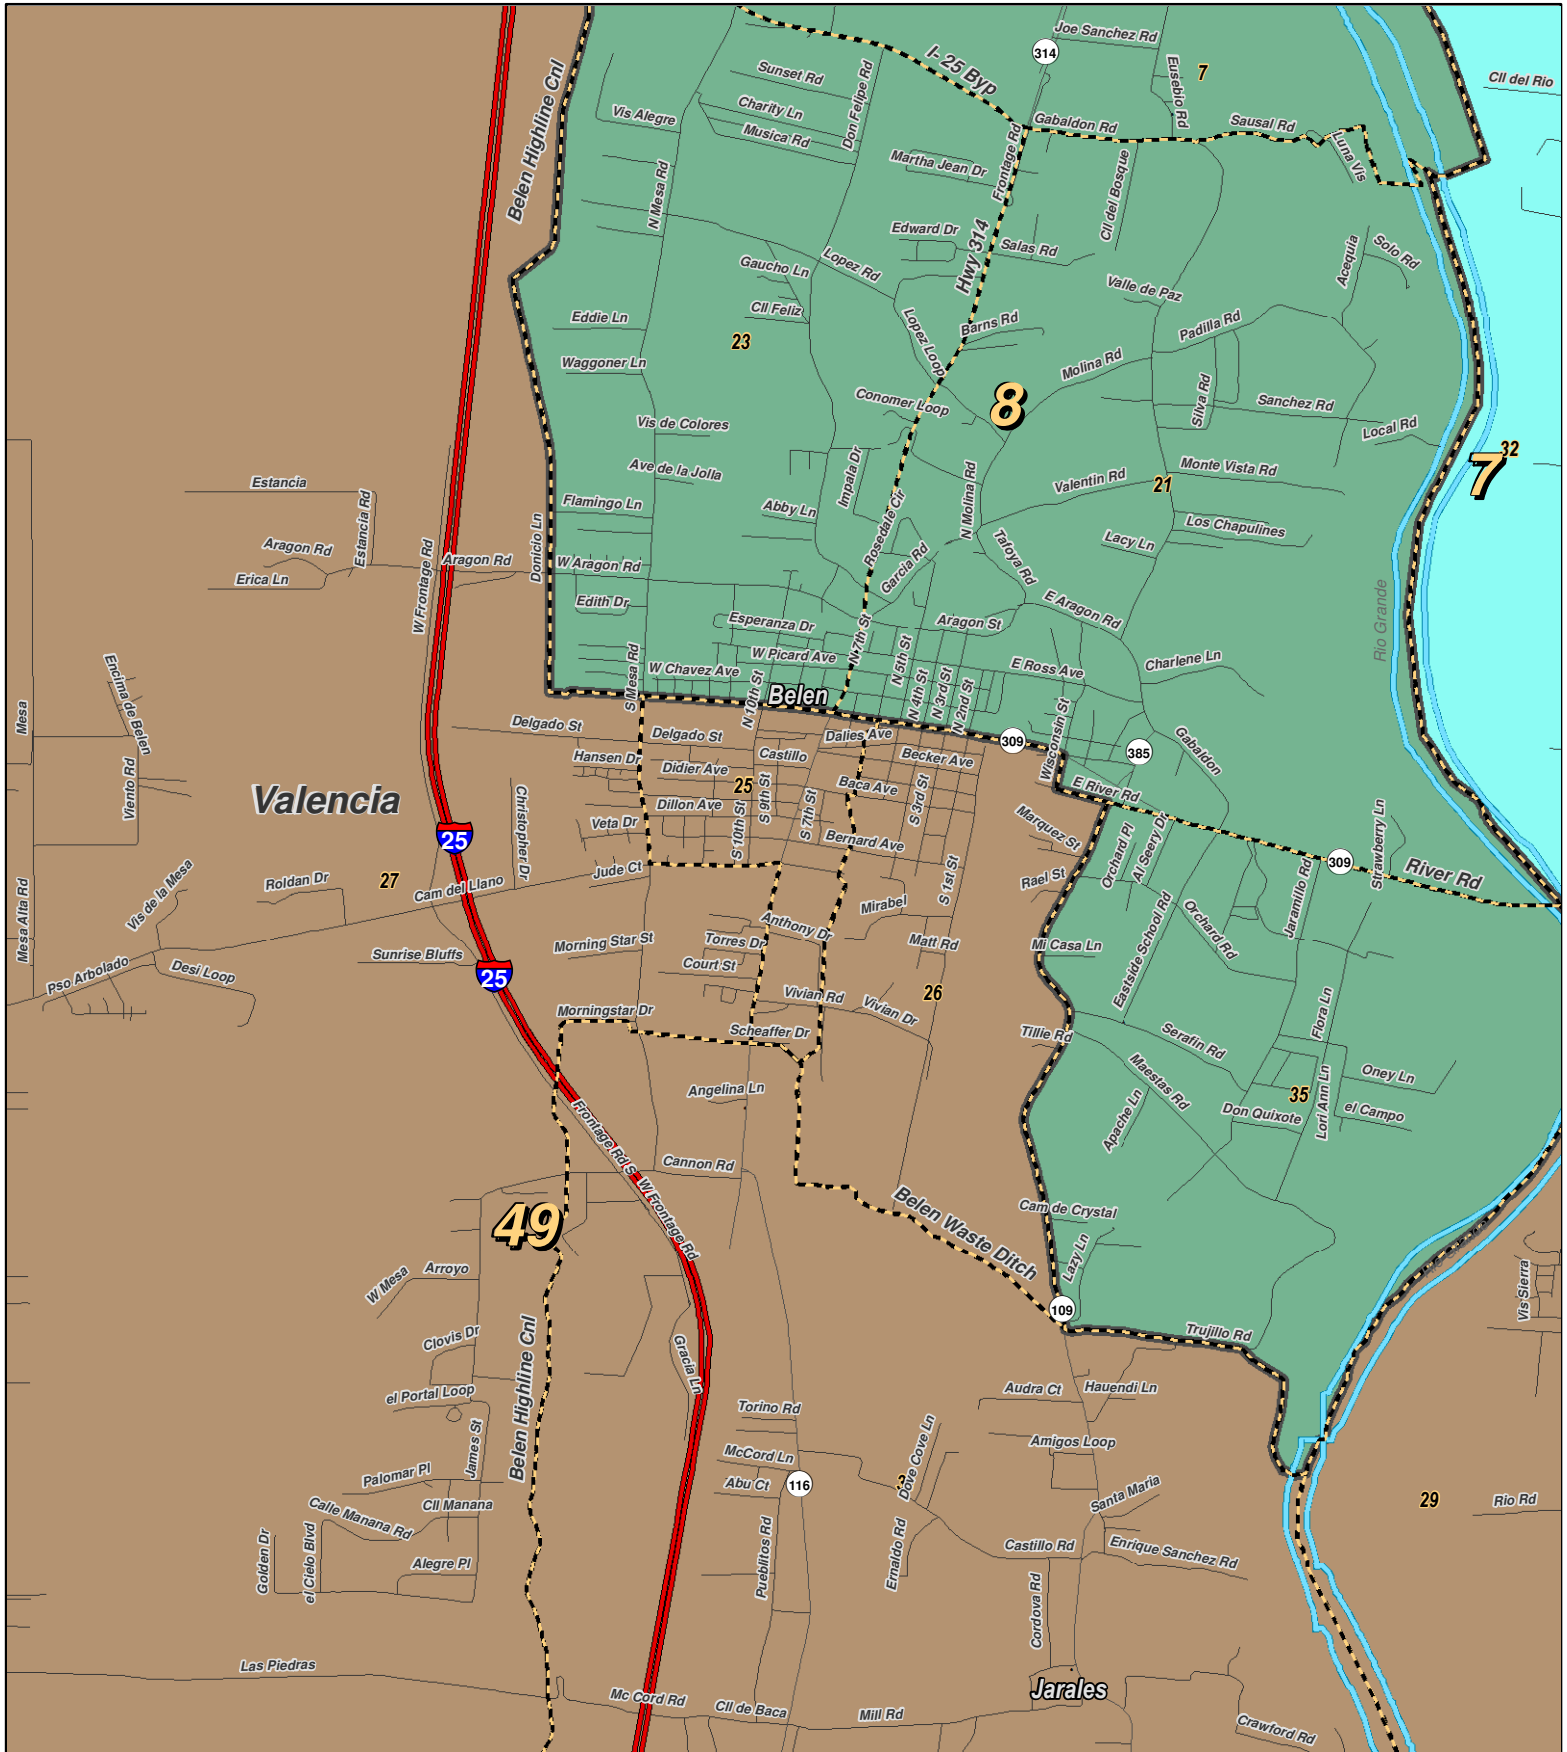 Joe Sanchez Rd
314
I- 25 Byp
7
Cll del Rio
Sunset Rd
Don Felipe Rd
Eusebio Rd
Belen Highline Cnl
Vis Alegre
Charity Ln
Musica Rd
Gabaldon Rd
Sausal Rd
Luna Vis
Martha Jean Dr
Frontage Rd
Cll del Bosque
N Mesa Rd
Edward Dr
Salas Rd
Hwy 314
Acequia
Solo Rd
Gaucho Ln
Lopez Rd
Valle de Paz
Cll Feliz
Eddie Ln
Lopez Loop
Barns Rd
Padilla Rd
23
Waggoner Ln
Molina Rd
Silva Rd
Conomer Loop
8
Sanchez Rd
Vis de Colores
Local Rd
32
7
Ave de la Jolla
Impala Dr
Monte Vista Rd
Estancia
Valentin Rd
21
Flamingo Ln
Abby Ln
N Molina Rd
Estancia Rd
Rosedale Cir
Los Chapulines
Lacy Ln
Aragon Rd
Aragon Rd
Donicio Ln
W Aragon Rd
Garcia Rd
Tafoya Rd
Erica Ln
W Frontage Rd
Edith Dr
E Aragon Rd
Esperanza Dr
Aragon St
Rio Grande
N 7th St
W Picard Ave
N 5th St
E Ross Ave
Charlene Ln
Encima de Belen
S Mesa Rd
W Chavez Ave
Belen
N 10th St
N 4th St
N 3rd St
N 2nd St
Mesa
Delgado St
Delgado St
Dalies Ave
309
Wisconsin St
385
Gabaldon
Hansen Dr
Didier Ave
Castillo
Becker Ave
Viento Rd
25
Baca Ave
E River Rd
Valencia
Christopher Dr
Dillon Ave
S 9th St
S 7th St
S 3rd St
Marquez St
Veta Dr
S 10th St
Bernard Ave
Orchard Pl
Al Seery Dr
Strawberry Ln
25
309
River Rd
Jude Ct
S 1st St
Rael St
Roldan Dr
27
Cam del Llano
Vis de la Mesa
Mesa Alta Rd
Mirabel
Jaramillo Rd
Anthony Dr
Eastside School Rd
Orchard Rd
Morning Star St
Torres Dr
Matt Rd
Mi Casa Ln
Sunrise Bluffs
Court St
Pso Arbolado
Desi Loop
25
26
Vivian Rd
Vivian Dr
Morningstar Dr
Scheaffer Dr
Tillie Rd
Flora Ln
Serafin Rd
Maestas Rd
Oney Ln
Angelina Ln
35
Lori Ann Ln
Don Quixote
el Campo
Apache Ln
Frontage Rd S
Cannon Rd
W Frontage Rd
49
Belen Waste Ditch
Cam de Crystal
Lazy Ln
W Mesa
Arroyo
Vis Sierra
109
Trujillo Rd
Clovis Dr
Belen Highline Cnl
Gracia Ln
el Portal Loop
Audra Ct
Hauendi Ln
Torino Rd
James St
McCord Ln
Dove Cove Ln
Amigos Loop
Palomar Pl
Abu Ct
116
Santa Maria
29
Rio Rd
Cll Manana
Calle Manana Rd
Golden Dr
el Cielo Blvd
Alegre Pl
Pueblitos Rd
Ernaldo Rd
Castillo Rd
Enrique Sanchez Rd
Cordova Rd
Las Piedras
Jarales
Mc Cord Rd
Cll de Baca
Mill Rd
Crawford Rd